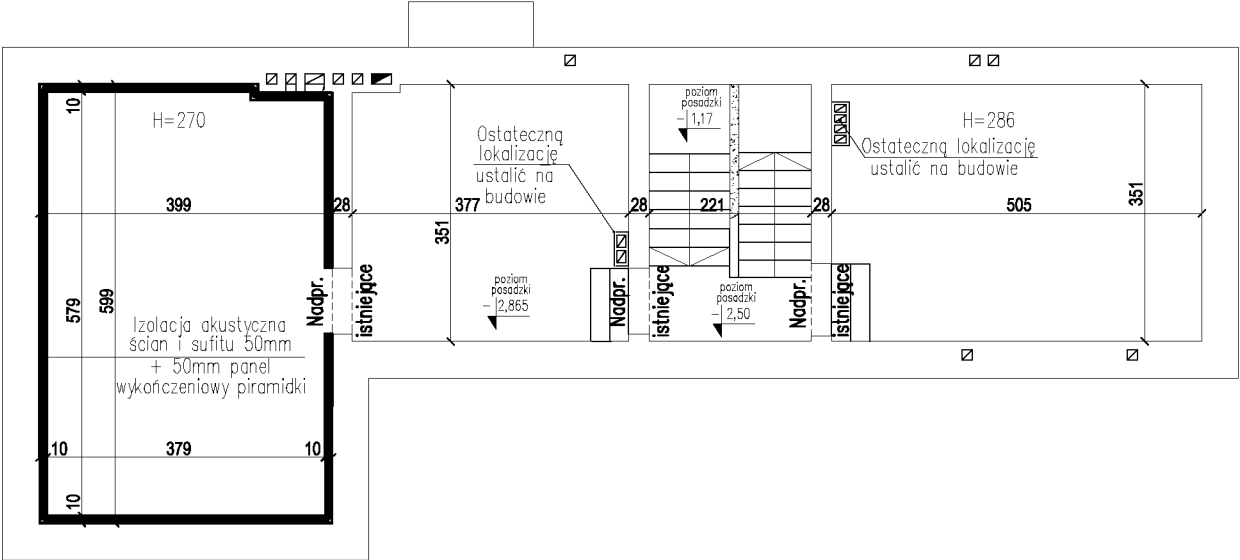 10
H=270
399
28
579
599
Izolacja akustyczna
ścian i sufitu 50mm
+ 50mm panel
wykończeniowy piramidki
10
379
10
10
Nadpr.
istniejące
377
351
Ostateczną
lokalizację
ustalić na
budowie
poziom
posadzki
- 2,865
28
Nadpr.
istniejące
poziom
posadzki
- 1,17
221
poziom
posadzki
- 2,50
28
Nadpr.
istniejące
H=286
Ostateczną lokalizację
ustalić na budowie
505
351